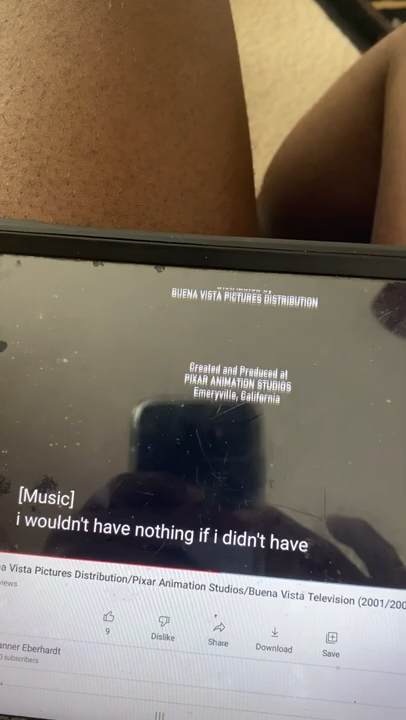 BUENA VISTA PICTURES DISTRIBUTION
Created and Produced at
PIXAR ANIMATION STUDIOS
Emeryville, California
[Music]
i wouldn't have nothing if i didn't have
a Vista Pictures Distribution/Pixar Animation Studios/Buena Vista Television (2001/200
views
9
Dislike
Share
Download
Save
anner Eberhardt
subscribers